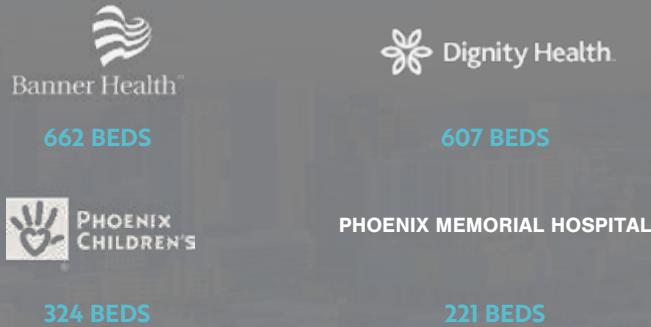 Banner Health
Dignity Health
662 BEDS
607 BEDS
PHOENIX
CHILDREN'S
PHOENIX MEMORIAL HOSPITAL
324 BEDS
221 BEDS